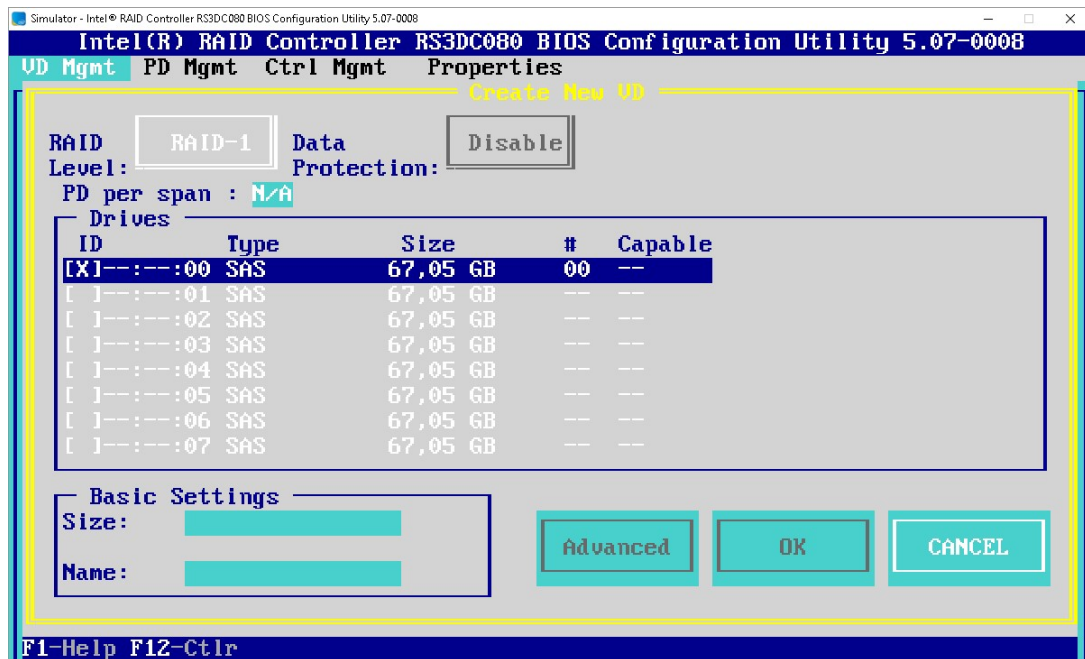 Simulator - Intel® RAID Controller RS3DC080 BIOS Configuration Utility 5.07-0008
Intel(R) RAID Controller RS3DC080 BIOS Configuration Utility 5.07-0008
VD Mgmt PD Mgmt Ctrl Mgmt Properties
Create New VD
RAID Level: RAID-1 Data Protection: Disable
PD per span : N/A
Drives
ID Type Size # Capable
[X]--:--:00 SAS 67,05 GB 00 --
[ ]--:--:01 SAS 67,05 GB -- --
[ ]--:--:02 SAS 67,05 GB -- --
[ ]--:--:03 SAS 67,05 GB -- --
[ ]--:--:04 SAS 67,05 GB -- --
[ ]--:--:05 SAS 67,05 GB -- --
[ ]--:--:06 SAS 67,05 GB -- --
[ ]--:--:07 SAS 67,05 GB -- --
Basic Settings
Size:
Advanced OK CANCEL
Name:
F1-Help F12-Ctlr